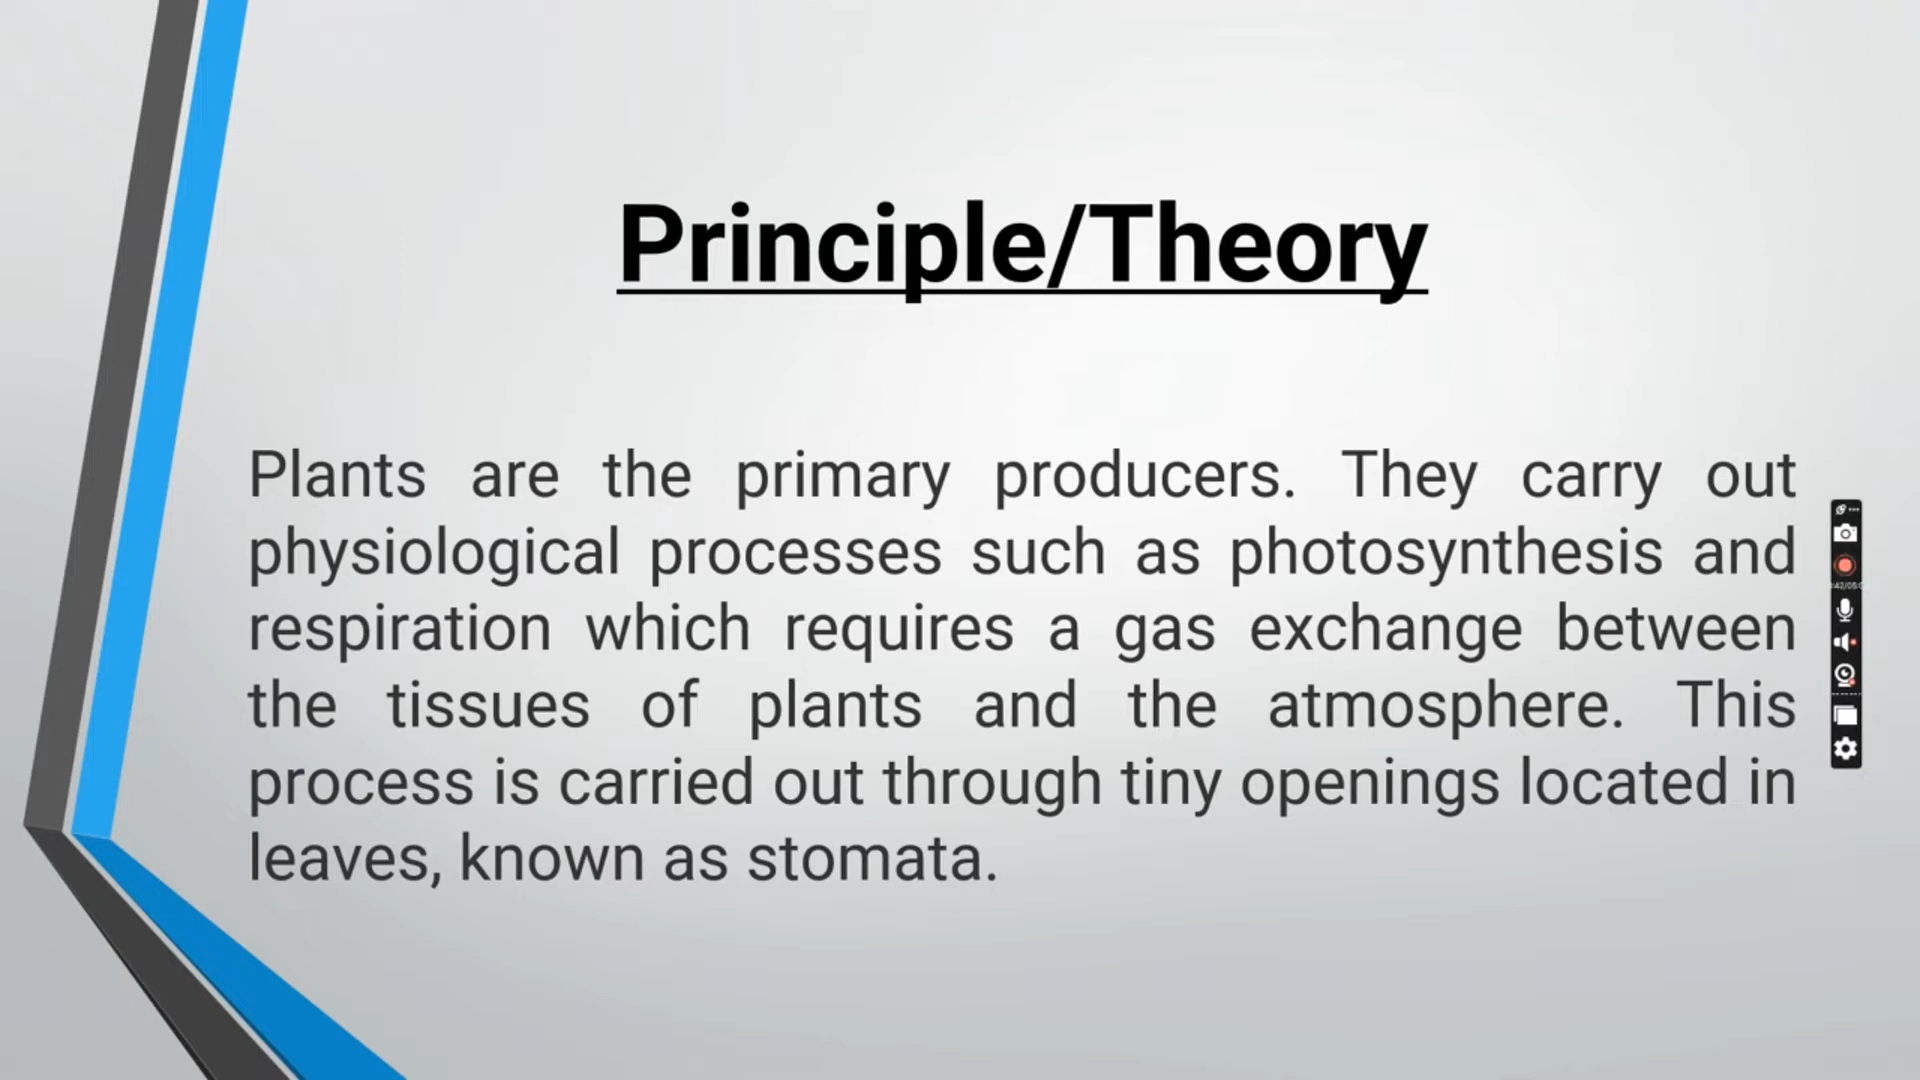 Principle/Theory
Plants are the primary producers. They carry out
physiological processes such as photosynthesis and
respiration which requires a gas exchange between
the tissues of plants and the atmosphere. This
process is carried out through tiny openings located in
leaves, known as stomata.